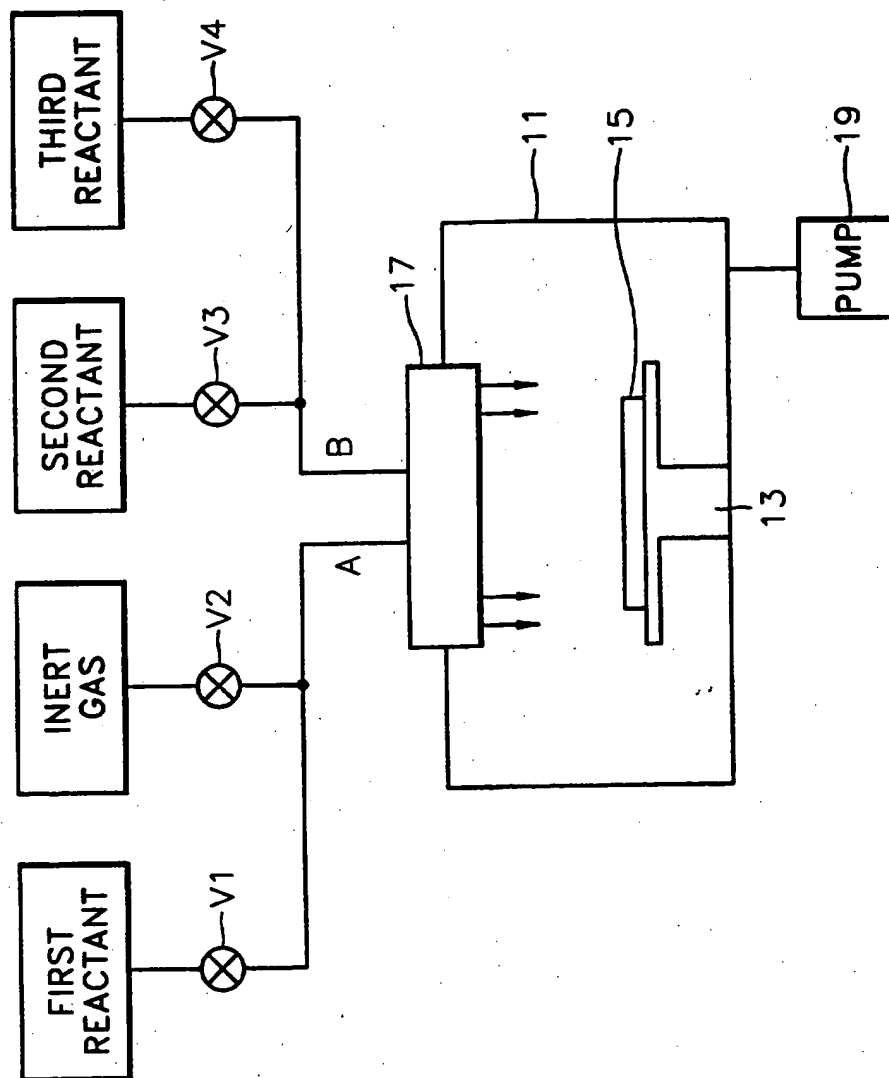 FIRST
REACTANT
INERT
GAS
SECOND
REACTANT
THIRD
REACTANT
V1
V2
V3
V4
A
B
17
11
15
13
19
PUMP